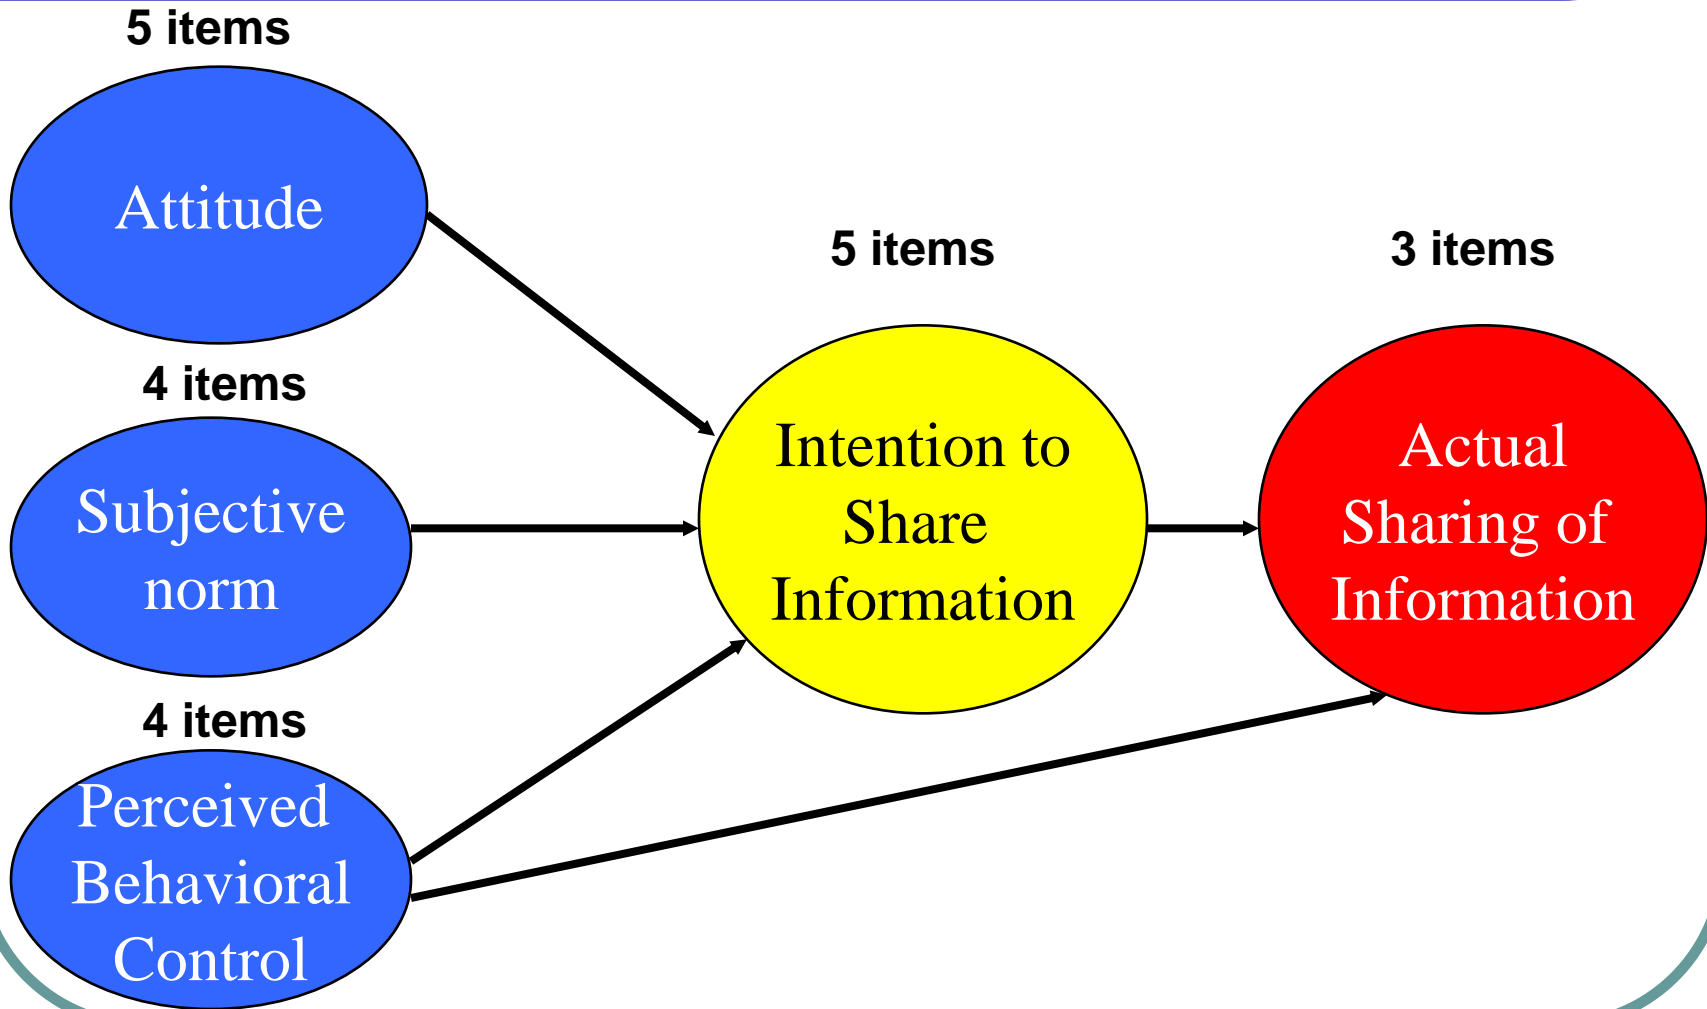 5 items
Attitude
4 items
Subjective
norm
4 items
Perceived
Behavioral
Control
5 items
Intention to
Share
Information
3 items
Actual
Sharing of
Information